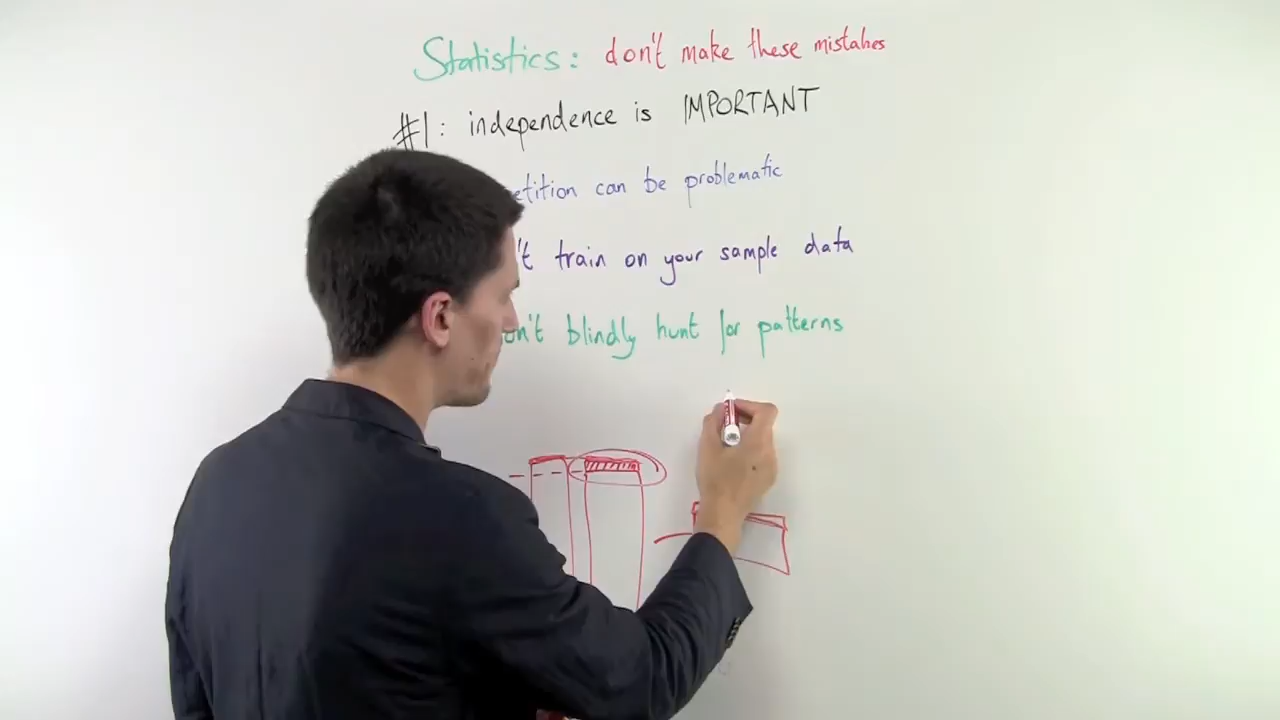 Statistics: don't make these mistakes
#1: independence is IMPORTANT
etition can be problematic
't train on your sample data
on't blindly hunt for patterns